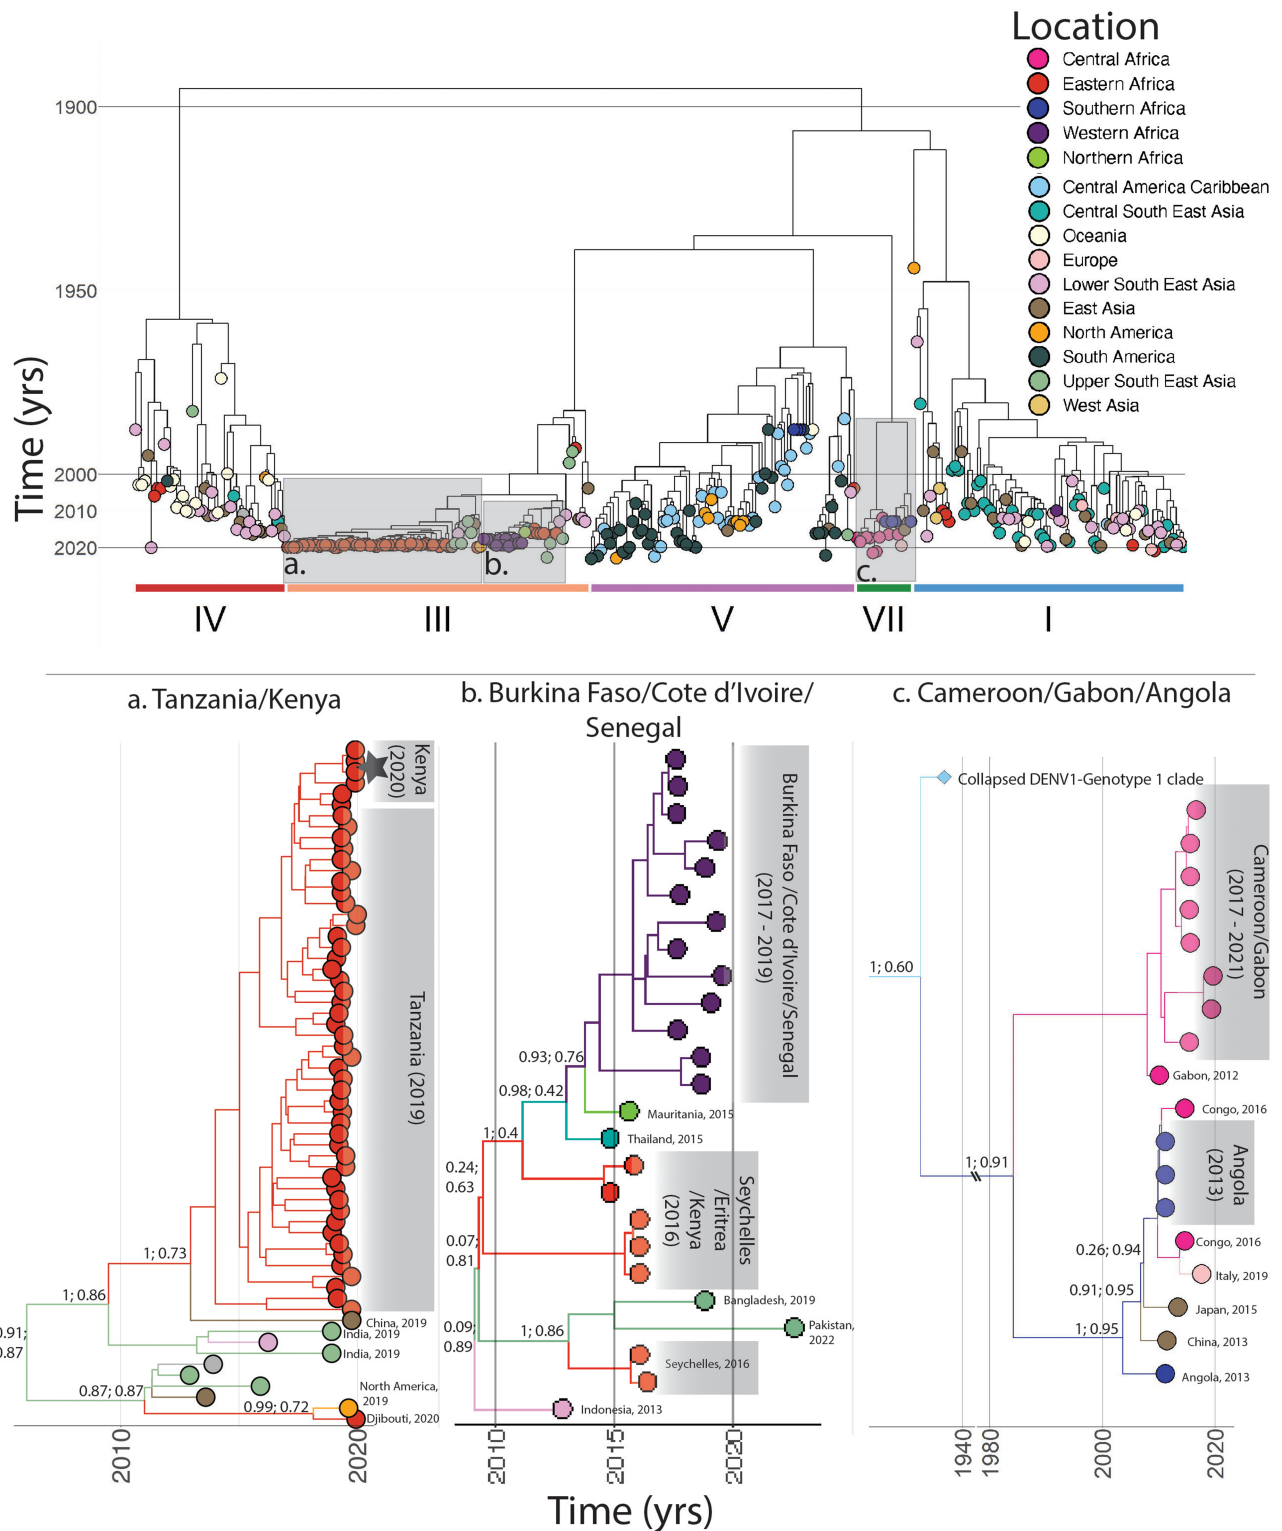 Location
Central Africa
Eastern Africa
Southern Africa
Western Africa
Northern Africa
Central America Caribbean
Central South East Asia
Oceania
Europe
Lower South East Asia
East Asia
North America
South America
Upper South East Asia
West Asia
Time (yrs)
1900
1950
2000
2010
2020
a.
b.
c.
IV
III
V
VII
I
a. Tanzania/Kenya
Kenya
(2020)
Tanzania (2019)
1; 0.73
1; 0.86
0.91;
0.87
China, 2019
India, 2019
India, 2019
0.87; 0.87
0.99; 0.72
North America,
2019
Djibouti, 2020
2010
2020
b. Burkina Faso/Cote d’Ivoire/
Senegal
Burkina Faso /Cote d’Ivoire/Senegal
(2017 - 2019)
0.93; 0.76
0.98; 0.42
1; 0.4
0.24;
0.63
0.07;
0.81
0.09;
0.89
1; 0.86
Mauritania, 2015
Thailand, 2015
Seychelles
/Eritrea
/Kenya
(2016)
Bangladesh, 2019
Pakistan,
2022
Seychelles, 2016
Indonesia, 2013
2010
2015
2020
c. Cameroon/Gabon/Angola
Collapsed DENV1-Genotype 1 clade
Cameroon/Gabon
(2017 - 2021)
1; 0.60
Gabon, 2012
Congo, 2016
1; 0.91
Angola
(2013)
Congo, 2016
0.26; 0.94
Italy, 2019
0.91; 0.95
Japan, 2015
1; 0.95
China, 2013
Angola, 2013
1940
1980
2000
2020
Time (yrs)